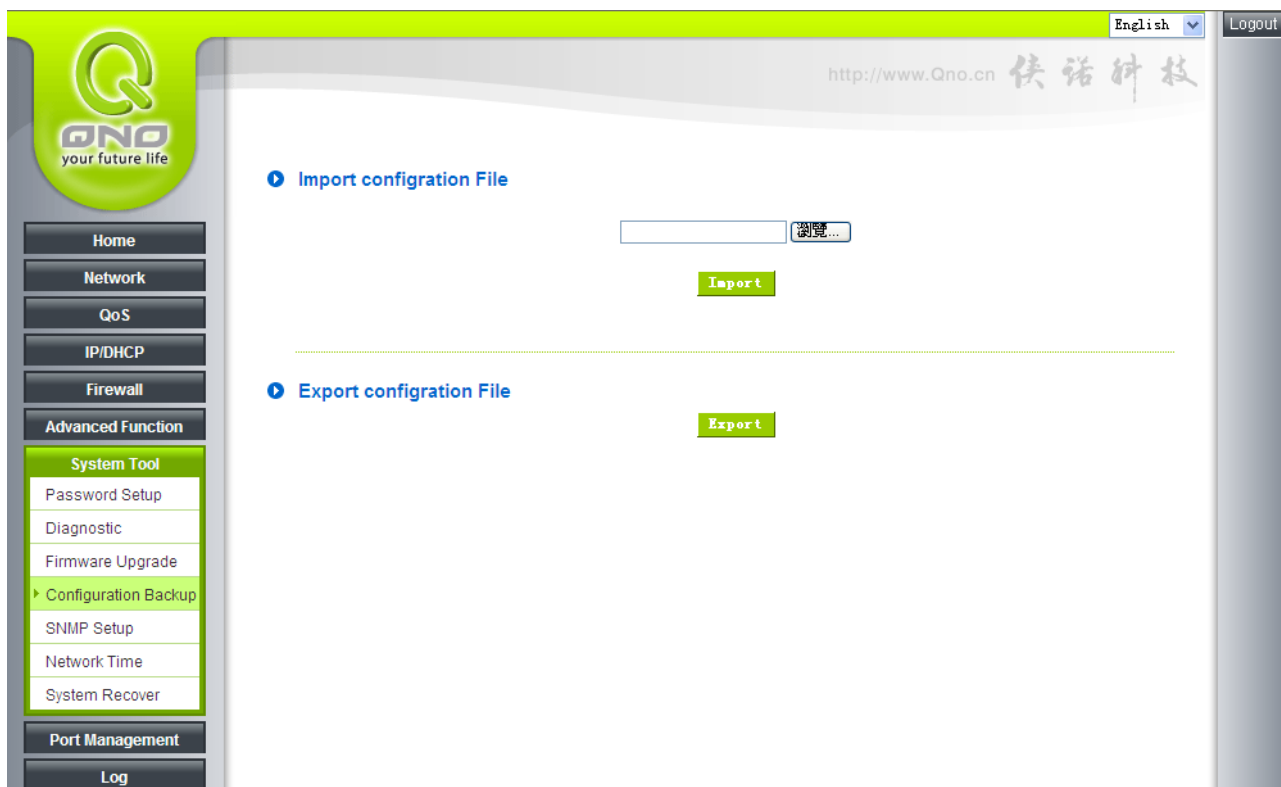 English
Logout
http://www.Qno.cn 侠诺科技
QNO
your future life
Import configration File
瀏覽...
Import
Export configration File
Export
Home
Network
QoS
IP/DHCP
Firewall
Advanced Function
System Tool
Password Setup
Diagnostic
Firmware Upgrade
Configuration Backup
SNMP Setup
Network Time
System Recover
Port Management
Log